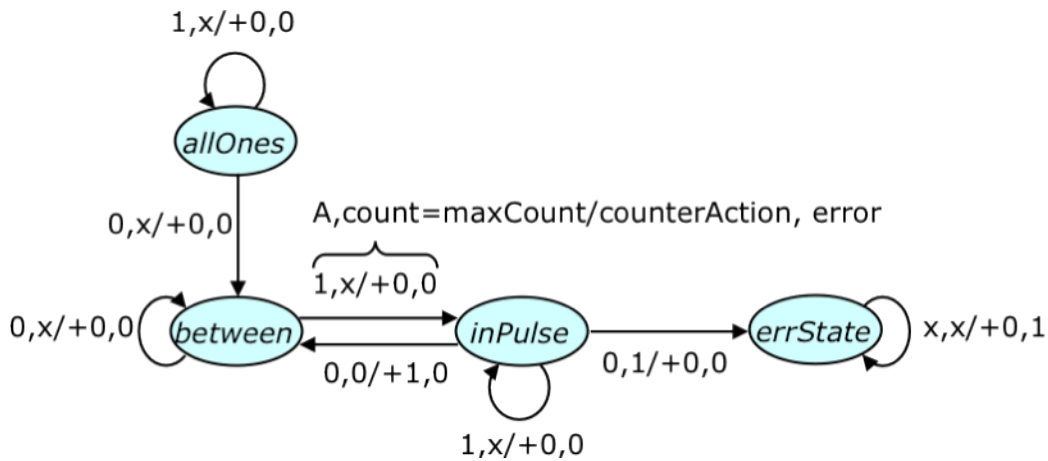 1,x/+0,0
allOnes
0,x/+0,0
A,count=maxCount/counterAction, error
1,x/+0,0
0,x/+0,0
between
inPulse
errState
x,x/+0,1
0,0/+1,0
0,1/+0,0
1,x/+0,0